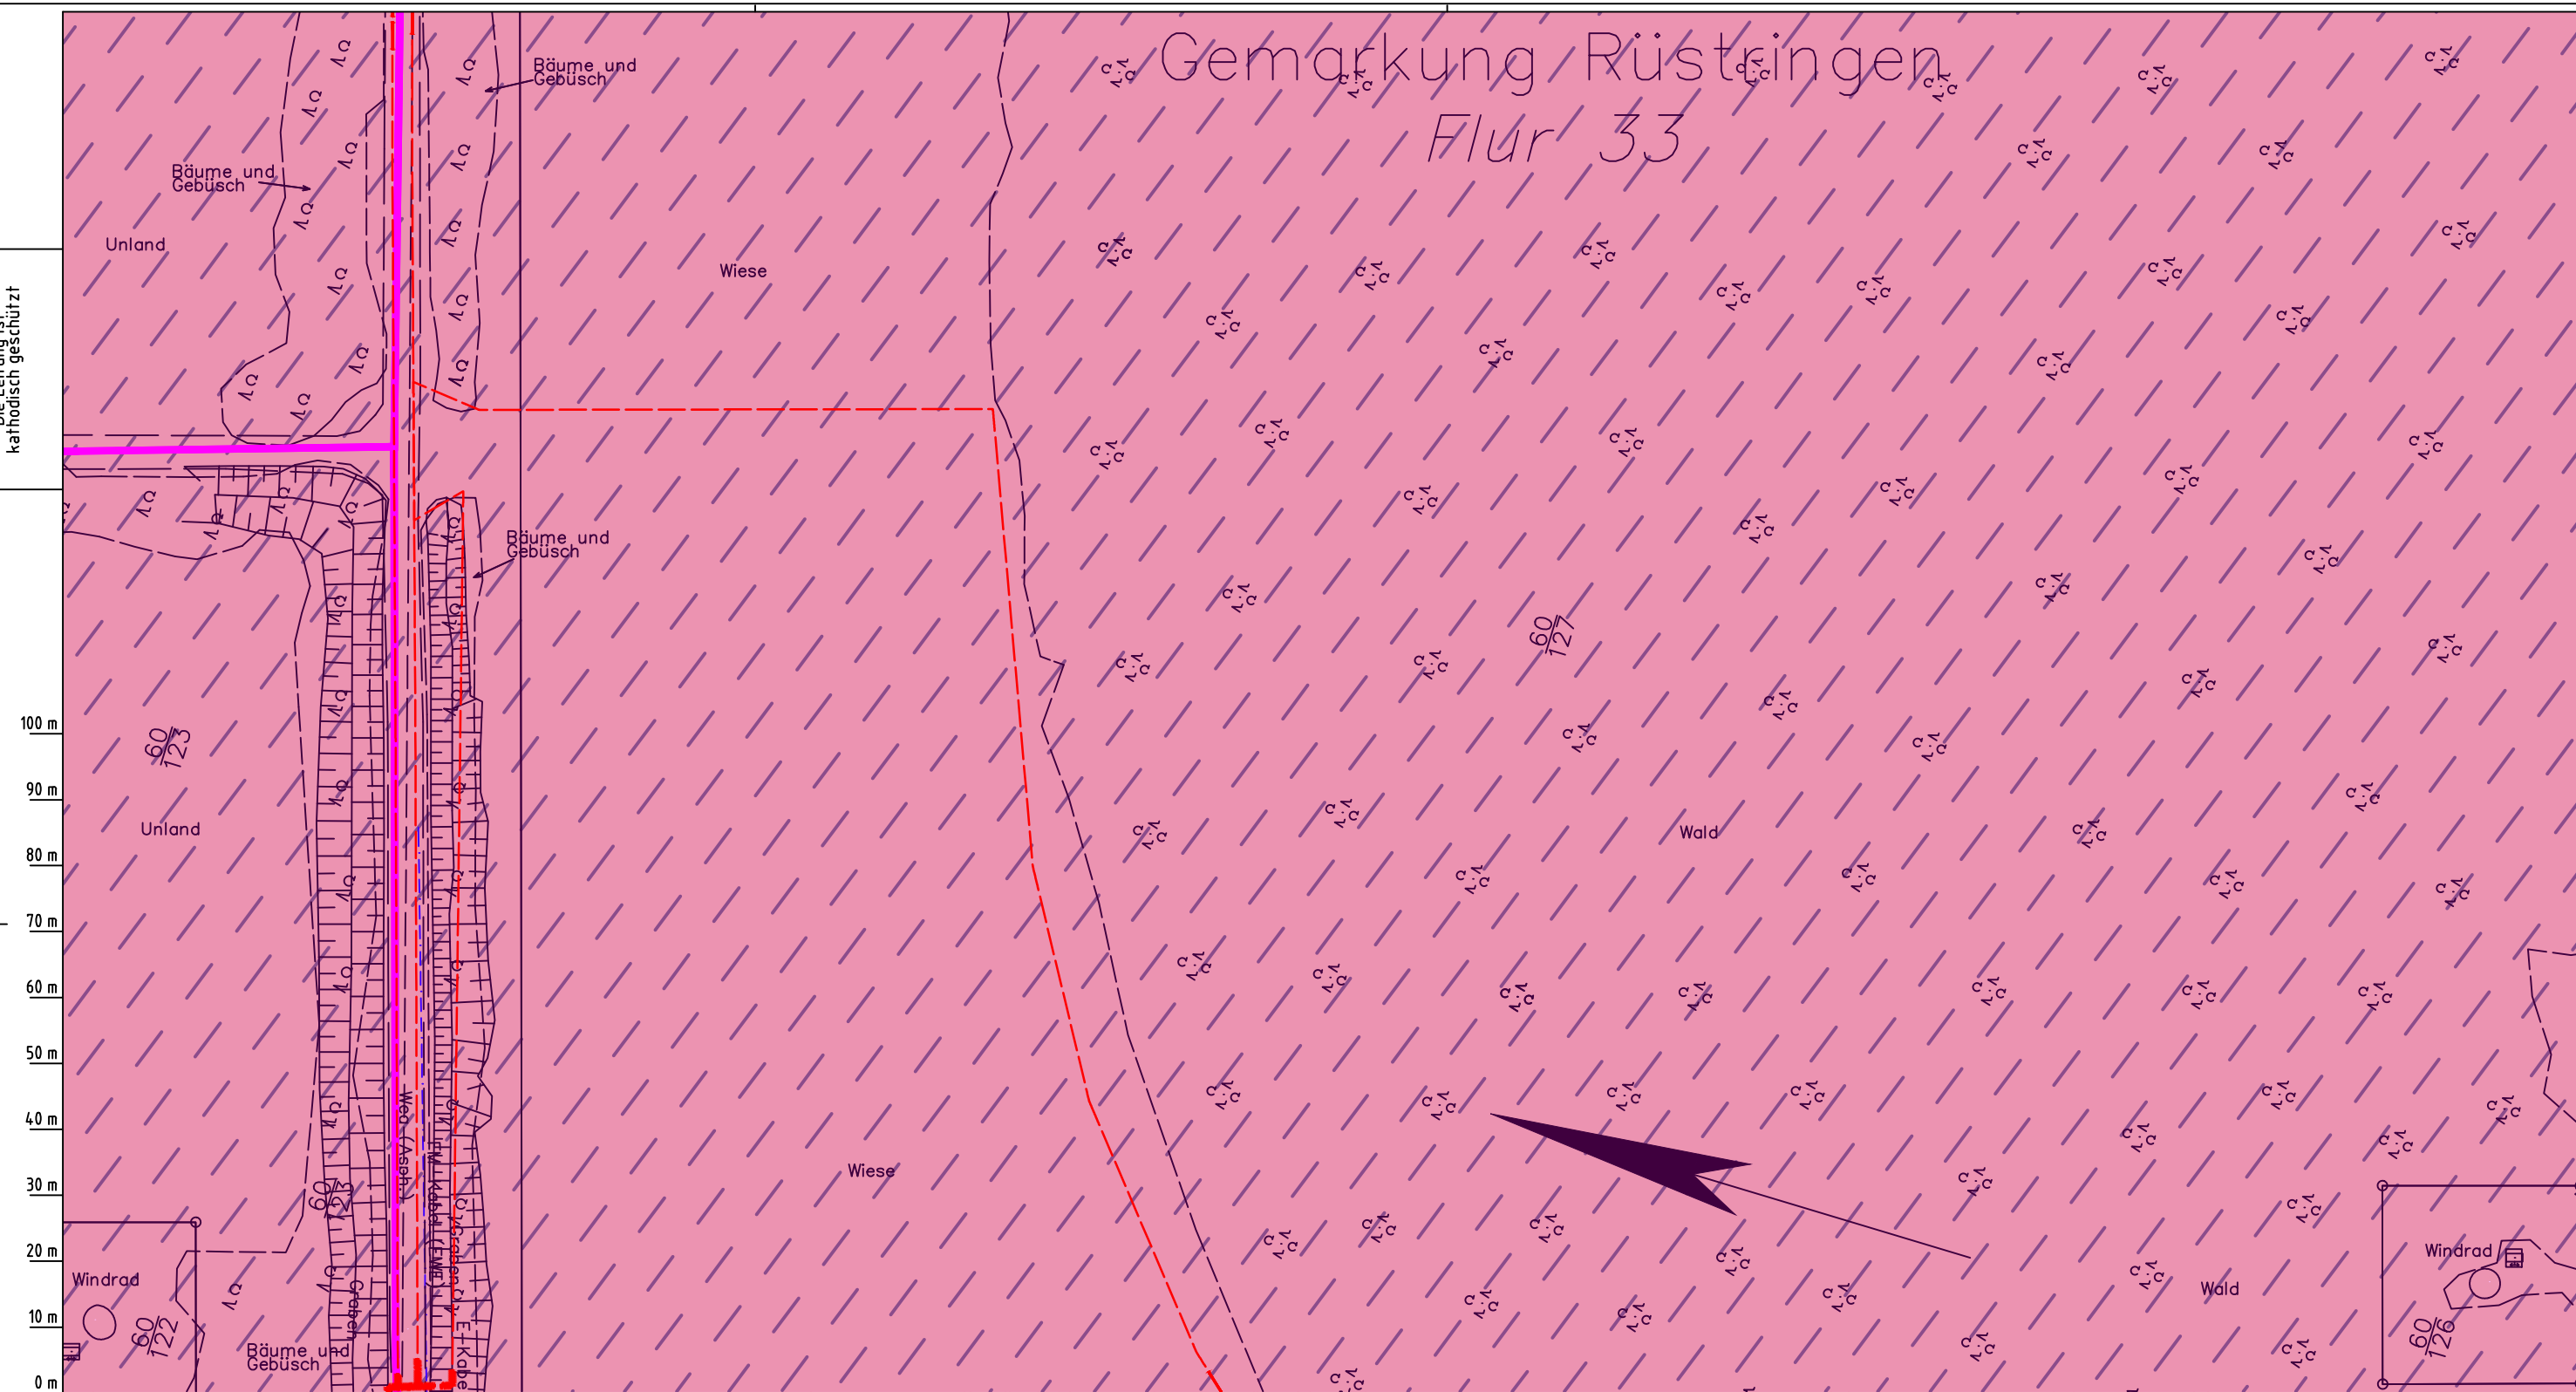 Gemarkung Rüstringen
Flur 33
Bäume und
Gebüsch
Bäume und
Gebüsch
Unland
Wiese
kathodisch geschützt
Bäume und
Gebüsch
60
127
60
123
100 m
90 m
80 m
70 m
60 m
50 m
40 m
30 m
20 m
10 m
0 m
Unland
Wald
Weg (Asph.)
Wiese
60
123
Graben
Graben
Windrad
60
122
Bäume und
Gebüsch
Windrad
Wald
60
126